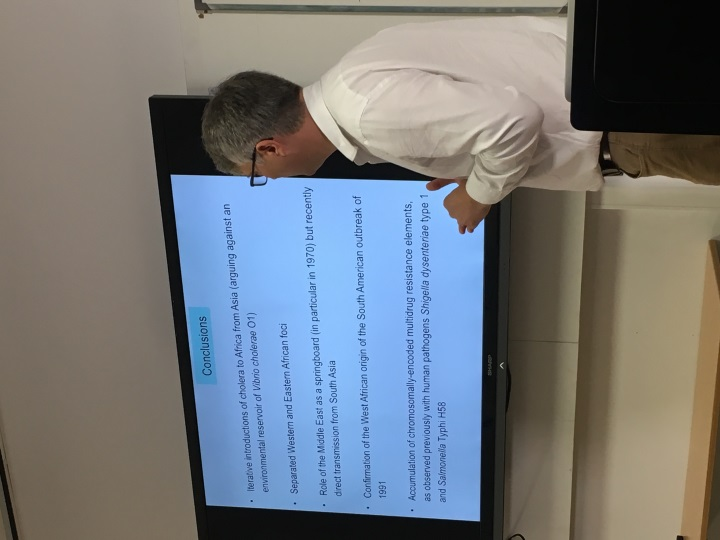 Conclusions
• Iterative introductions of cholera to Africa from Asia (arguing against an
environmental reservoir of Vibrio cholerae O1)
• Separated Western and Eastern African foci
• Role of the Middle East as a springboard (in particular in 1970) but recently
direct transmission from South Asia
• Confirmation of the West African origin of the South American outbreak of
1991
• Accumulation of chromosomally-encoded multidrug resistance elements,
as observed previously with human pathogens Shigella dysenteriae type 1
and Salmonella Typhi H58
SHARP